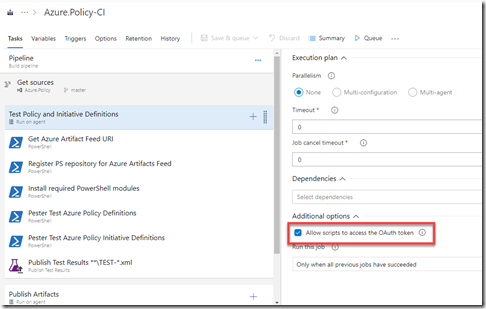 ... > Azure.Policy-CI
Tasks Variables Triggers Options Retention History Save & queue Discard Summary Queue ...
Pipeline
Build pipeline
Get sources
Azure.Policy master
Test Policy and Initiative Definitions
Run on agent
Get Azure Artifact Feed URI
PowerShell
Register PS repository for Azure Artifacts Feed
PowerShell
Install required PowerShell modules
PowerShell
Pester Test Azure Policy Definitions
PowerShell
Pester Test Azure Policy Initiative Definitions
PowerShell
Publish Test Results **\TEST-*.xml
Publish Test Results
Publish Artifacts
Run on agent
Execution plan
Parallelism
None Multi-configuration Multi-agent
Timeout *
0
Job cancel timeout *
0
Dependencies
Select dependencies
Additional options
Allow scripts to access the OAuth token
Run this job
Only when all previous jobs have succeeded